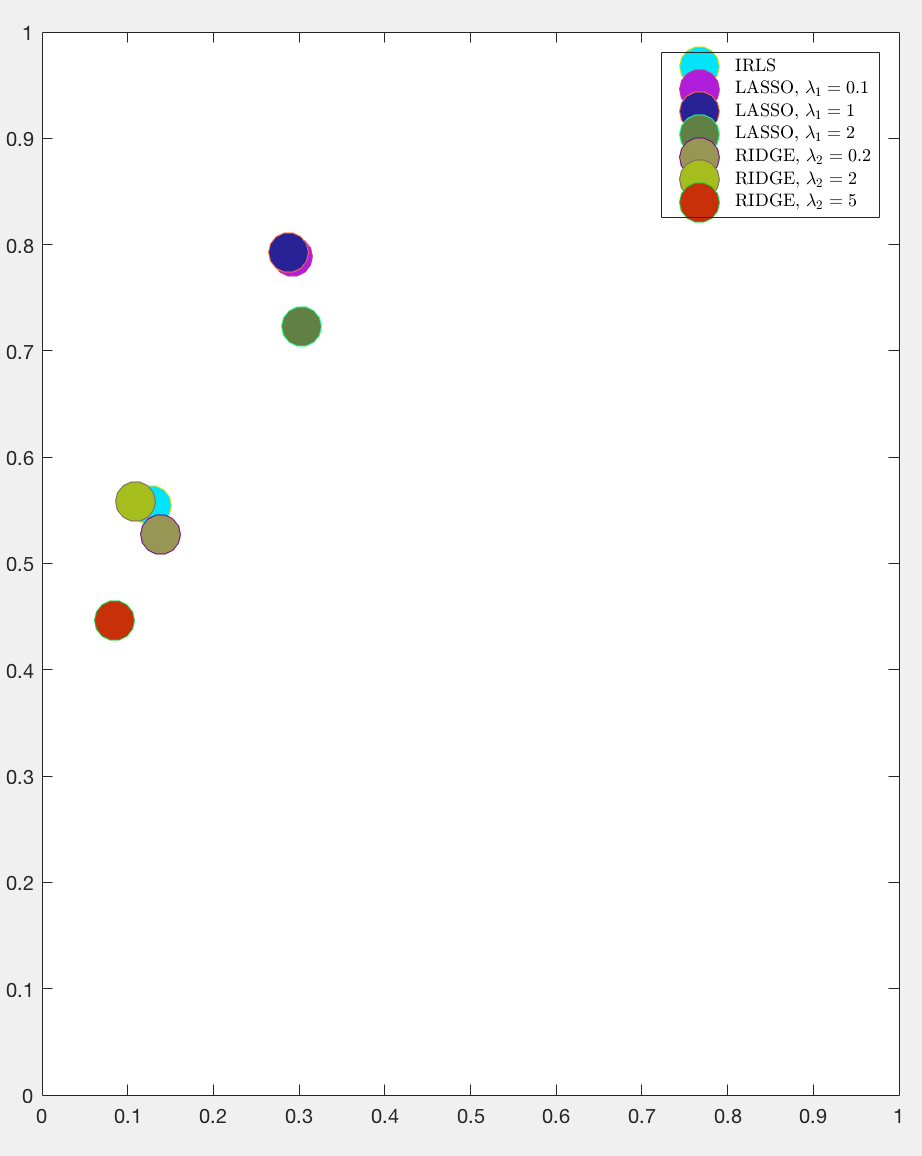 1
0.9
0.8
0.7
0.6
0.5
0.4
0.3
0.2
0.1
0
IRLS
LASSO, λ₁ = 0.1
LASSO, λ₁ = 1
LASSO, λ₁ = 2
RIDGE, λ₂ = 0.2
RIDGE, λ₂ = 2
RIDGE, λ₂ = 5
0 0.1 0.2 0.3 0.4 0.5 0.6 0.7 0.8 0.9 1